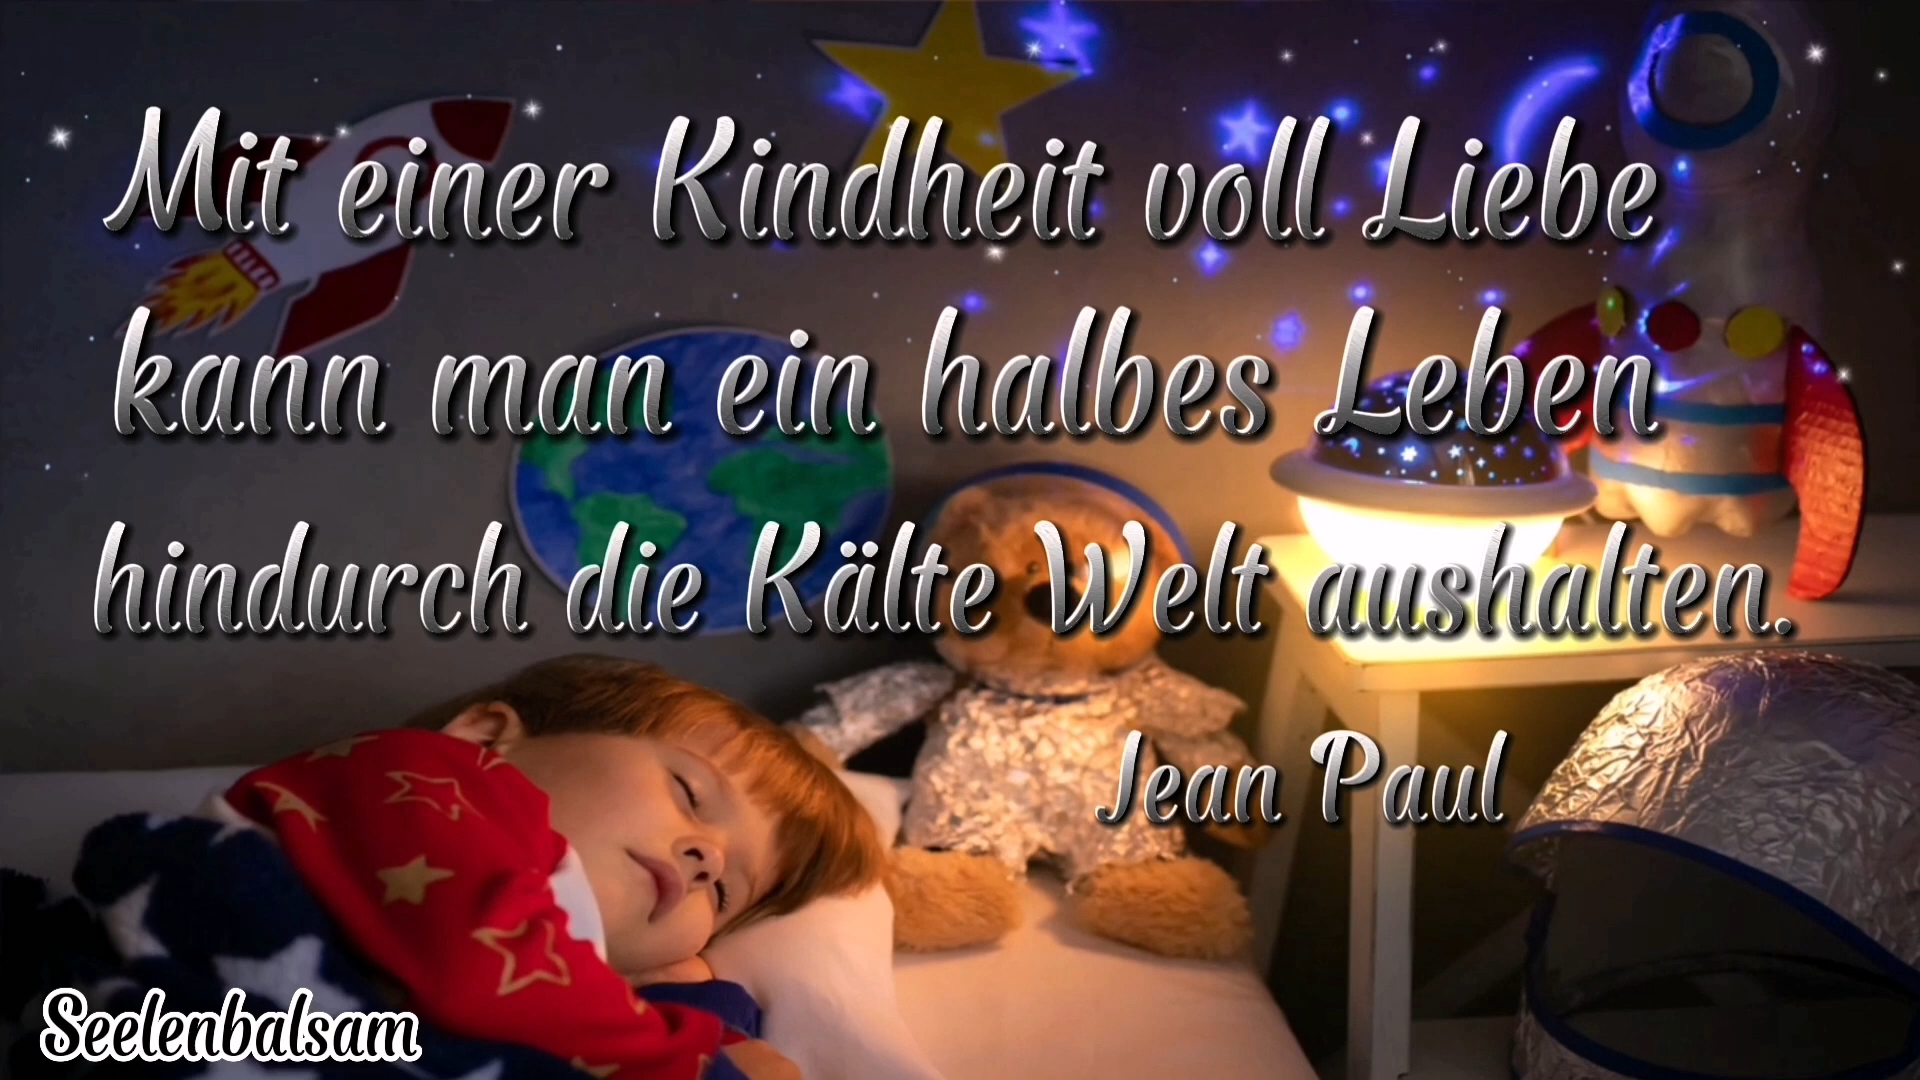 Mit einer Kindheit voll Liebe
kann man ein halbes Leben
hindurch die Kälte Welt aushalten.
Jean Paul
Seelenbalsam